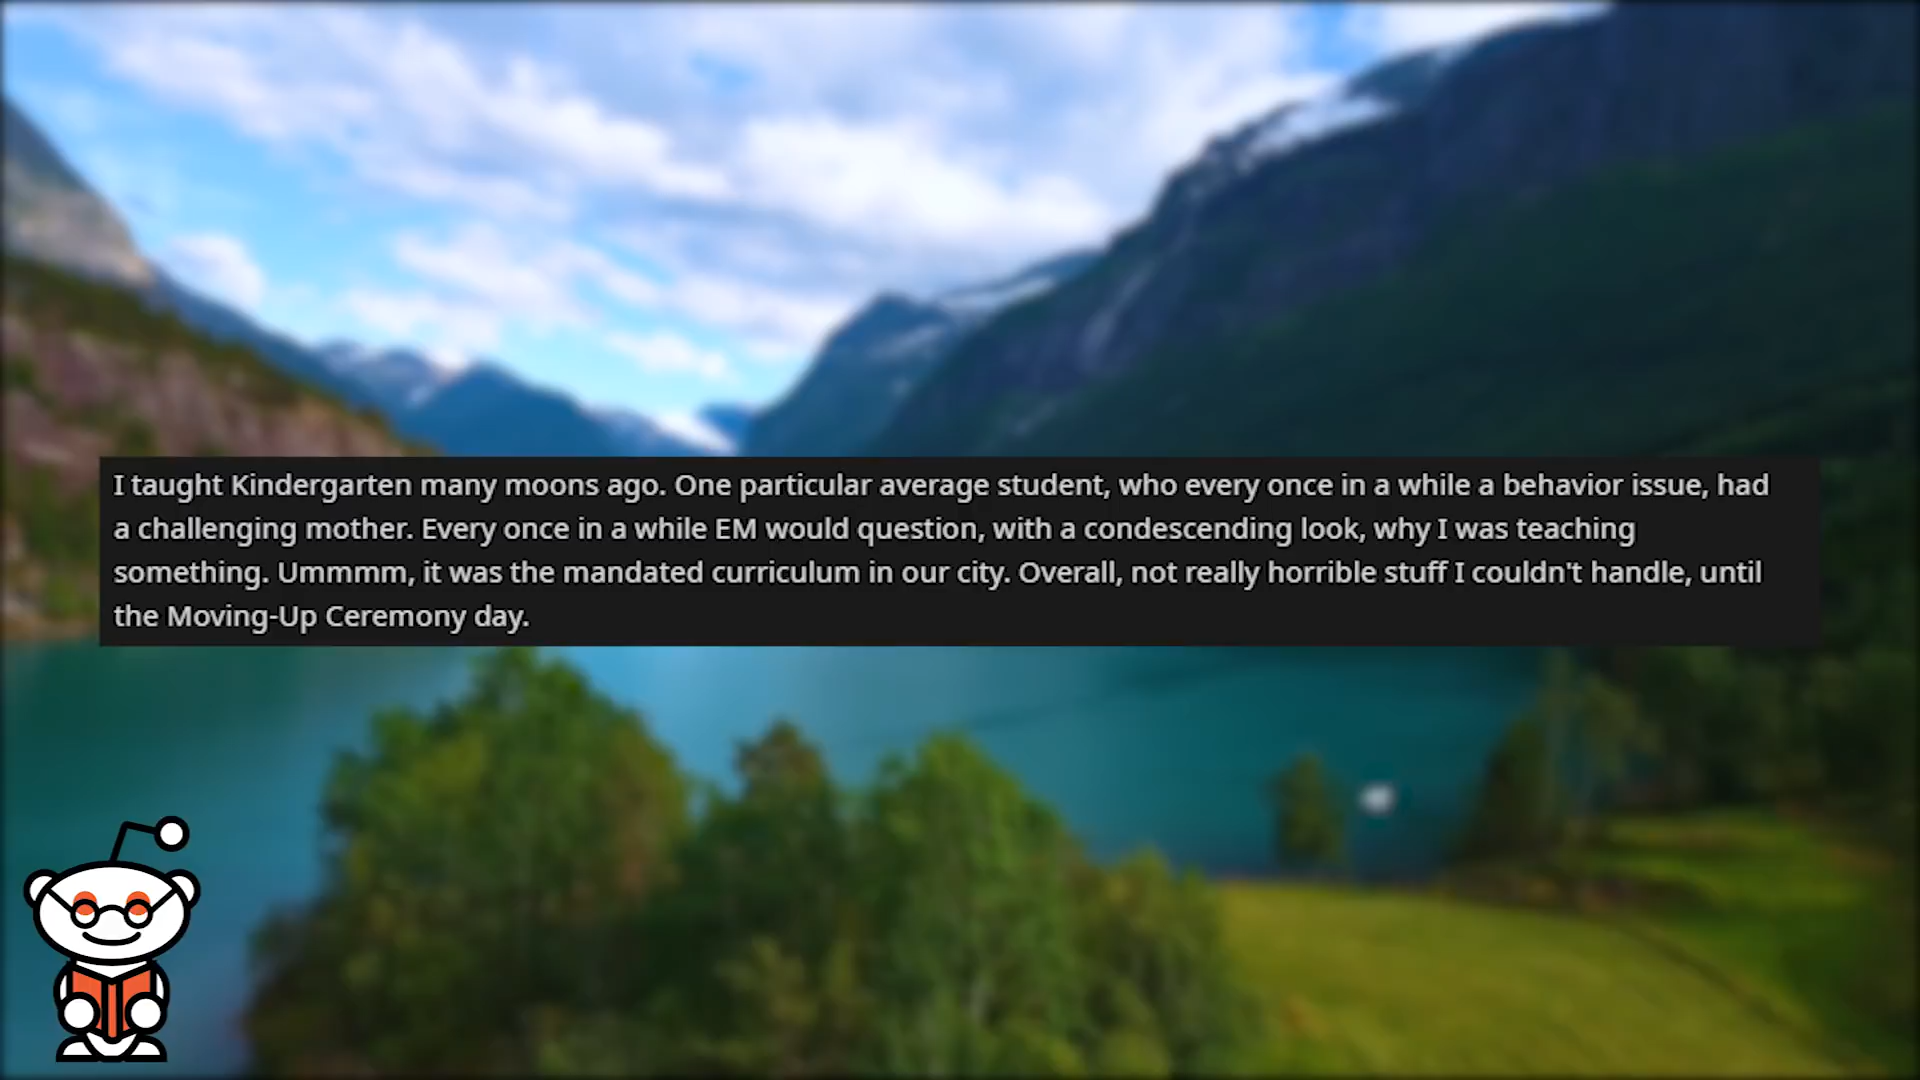 I taught Kindergarten many moons ago. One particular average student, who every once in a while a behavior issue, had
a challenging mother. Every once in a while EM would question, with a condescending look, why I was teaching
something. Ummmm, it was the mandated curriculum in our city. Overall, not really horrible stuff I couldn't handle, until
the Moving-Up Ceremony day.